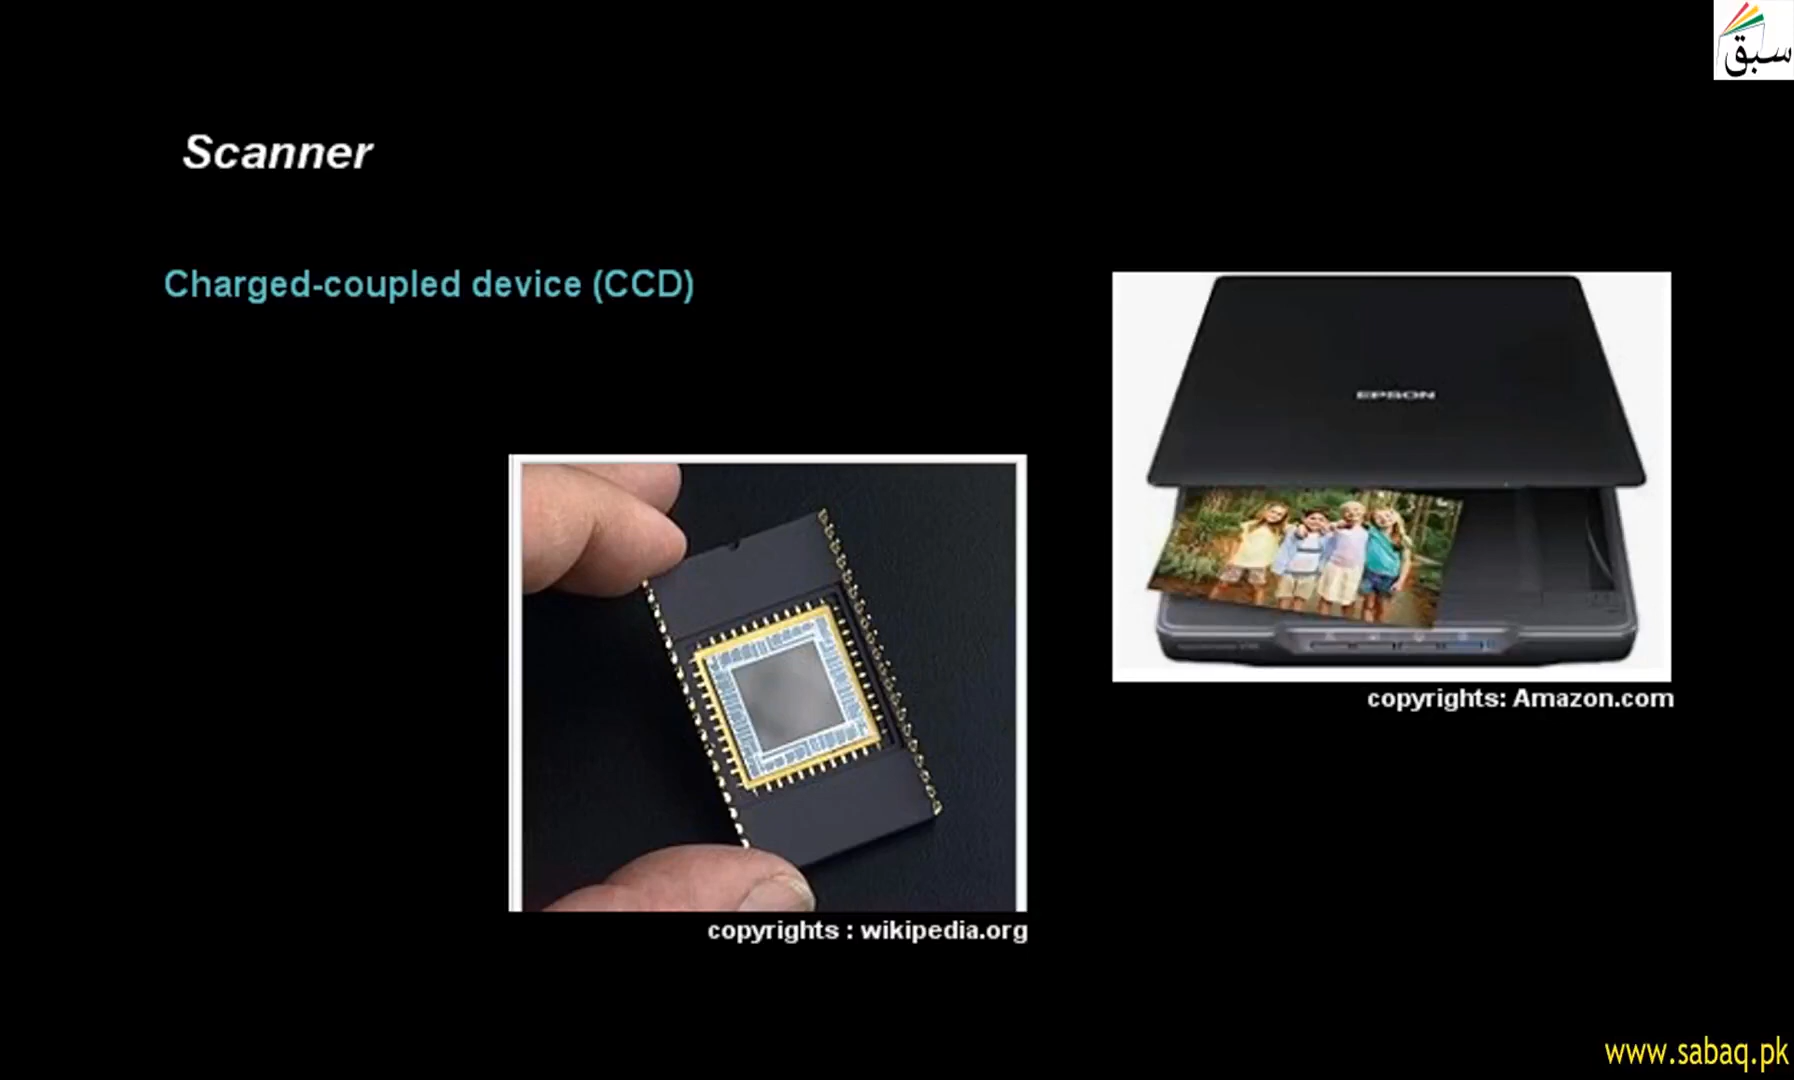 سبق
Scanner
Charged-coupled device (CCD)
EPSON
copyrights: Amazon.com
copyrights : wikipedia.org
www.sabaq.pk